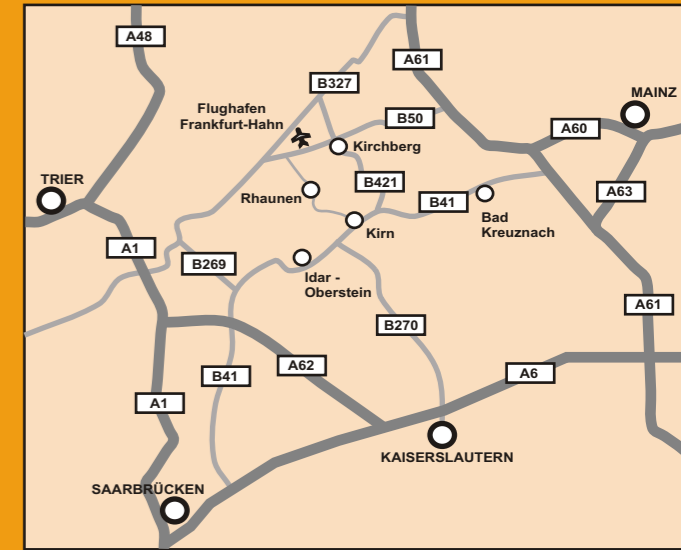 A48
A61
B327
MAINZ
Flughafen
Frankfurt-Hahn
B50
A60
Kirchberg
TRIER
Rhaunen
B421
B41
A63
Bad
Kreuznach
Kirn
A1
B269
Idar -
Oberstein
A61
B270
B41
A62
A6
A1
KAISERSLAUTERN
SAARBRÜCKEN